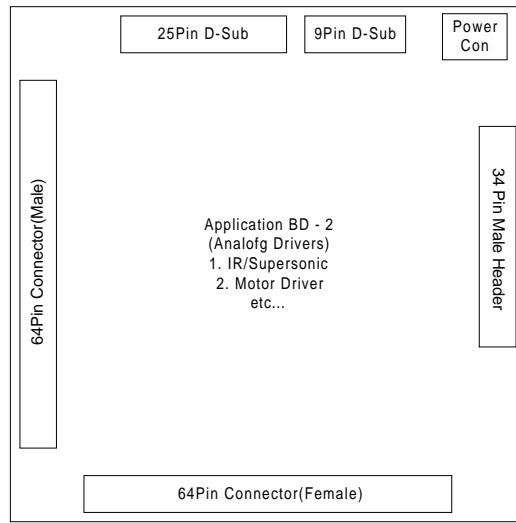 25Pin D-Sub
9Pin D-Sub
Power
Con
64Pin Connector(Male)
34 Pin Male Header
Application BD - 2
(Analofg Drivers)
1. IR/Supersonic
2. Motor Driver
etc...
64Pin Connector(Female)